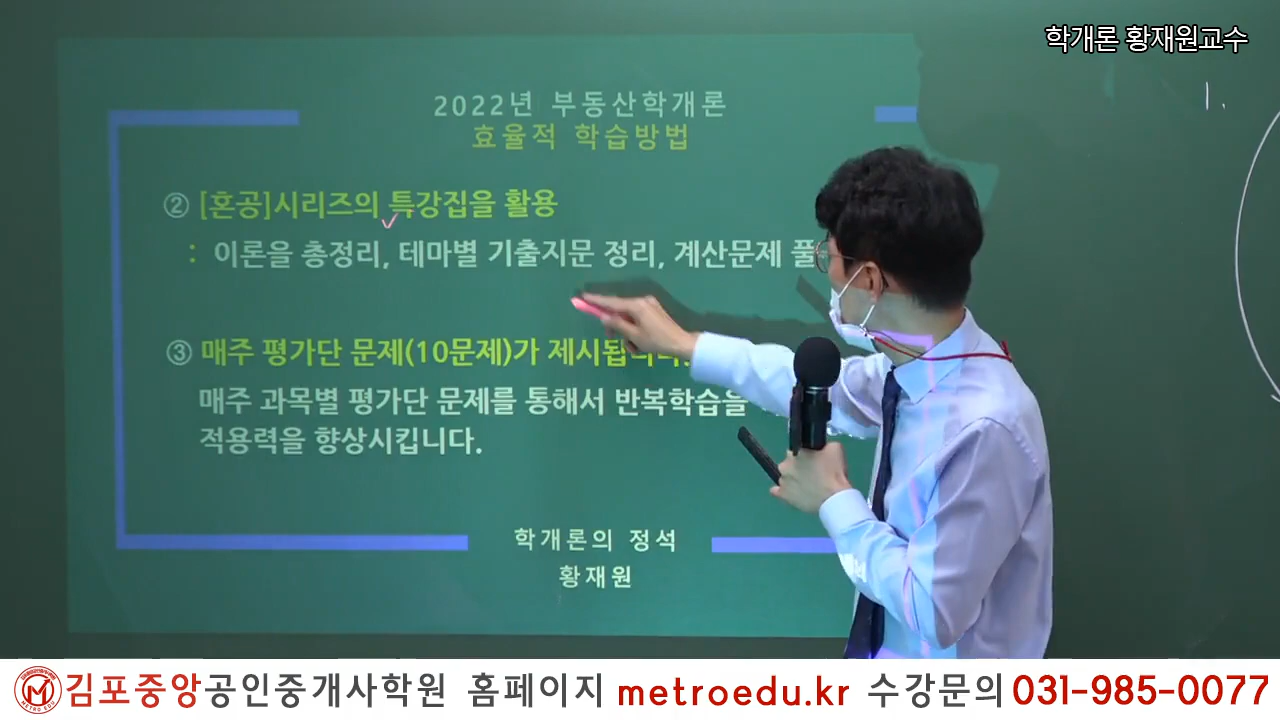 학개론 황재원교수
1.
2022년 부동산학개론
효율적 학습방법
② [혼공]시리즈의 특강집을 활용
: 이론을 총정리, 테마별 기출지문 정리, 계산문제
③ 매주 평가단 문제(10문제)가
매주 과목별 평가단 문제를 통해서 반복학습을
적용력을 향상시킵니다.
학개론의 정석
황재원
METRO EDU
김포중앙공인중개사학원 홈페이지 metroedu.kr 수강문의 031-985-0077